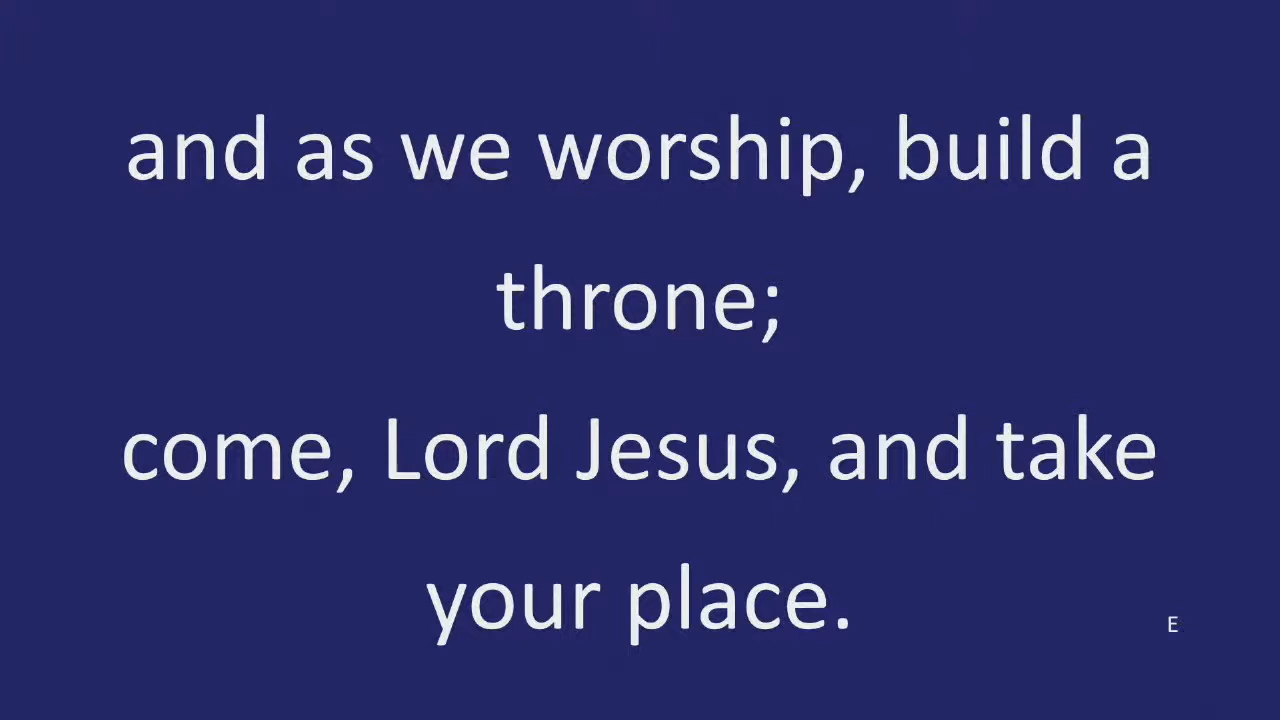 and as we worship, build a
throne;
come, Lord Jesus, and take
your place.
E